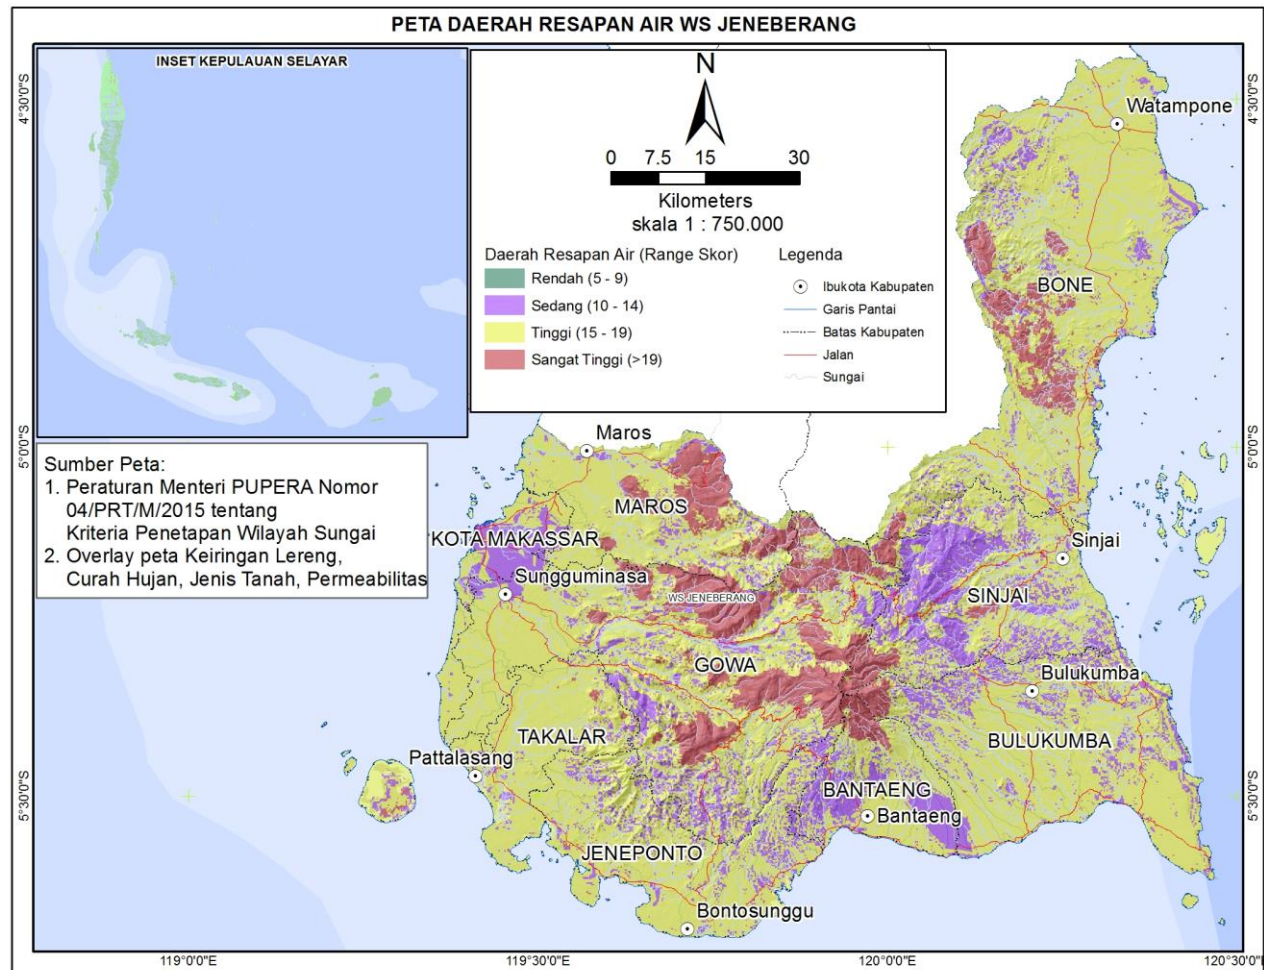 PETA DAERAH RESAPAN AIR WS JENEBERANG
INSET KEPULAUAN SELAYAR
N
0 7.5 15 30
Kilometers
skala 1 : 750.000
Daerah Resapan Air (Range Skor)
Rendah (5 - 9)
Sedang (10 - 14)
Tinggi (15 - 19)
Sangat Tinggi (>19)
Legenda
Ibukota Kabupaten
Garis Pantai
Batas Kabupaten
Jalan
Sungai
Sumber Peta:
1. Peraturan Menteri PUPERA Nomor
04/PRT/M/2015 tentang
Kriteria Penetapan Wilayah Sungai
2. Overlay peta Keiringan Lereng,
Curah Hujan, Jenis Tanah, Permeabilitas
Watampone
BONE
Maros
MAROS
KOTA MAKASSAR
Sungguminasa
WS JENEBERANG
Sinjai
SINJAI
GOWA
Bulukumba
BULUKUMBA
TAKALAR
Pattalasang
BANTAENG
Bantaeng
JENEPONTO
Bontosunggu
4°30'0"S
5°0'0"S
5°30'0"S
4°30'0"S
5°0'0"S
5°30'0"S
119°0'0"E
119°30'0"E
120°0'0"E
120°30'0"E